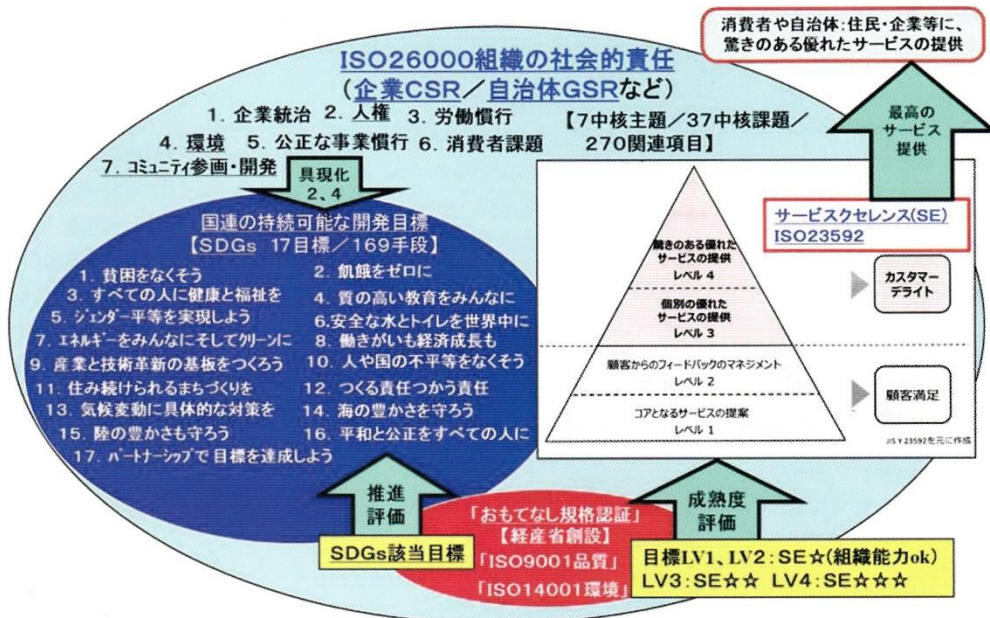 消費者や自治体:住民・企業等に、
驚きのある優れたサービスの提供
ISO26000組織の社会的責任
(企業CSR/自治体GSRなど)
1. 企業統治 2. 人権 3. 労働慣行
4. 環境 5. 公正な事業慣行 6. 消費者課題
7. コミュニティ参画・開発
【7中核主題/37中核課題/
270関連項目】
最高の
サービス
提供
具現化
2、4
国連の持続可能な開発目標
【SDGs 17目標/169手段】
1. 貧困をなくそう
2. 飢餓をゼロに
3. すべての人に健康と福祉を
4. 質の高い教育をみんなに
5. ジェンダー平等を実現しよう
6.安全な水とトイレを世界中に
7. エネルギーをみんなにそしてクリーンに
8. 働きがいも経済成長も
9. 産業と技術革新の基板をつくろう
10. 人や国の不平等をなくそう
11. 住み続けられるまちづくりを
12. つくる責任つかう責任
13. 気候変動に具体的な対策を
14. 海の豊かさを守ろう
15. 陸の豊かさも守ろう
16. 平和と公正をすべての人に
17. パートナーシップで目標を達成しよう
サービスクセレンス(SE)
ISO23592
驚きのある優れた
サービスの提供
レベル 4
個別の優れた
サービスの提供
レベル 3
カスタマー
デライト
顧客からのフィードバックのマネジメント
レベル 2
コアとなるサービスの提案
レベル 1
顧客満足
JIS Y 23592を元に作成
推進
評価
SDGs該当目標
「おもてなし規格認証」
【経産省創設】
「ISO9001品質」
「ISO14001環境」
成熟度
評価
目標LV1、LV2:SE☆(組織能力ok)
LV3:SE☆☆ LV4:SE☆☆☆